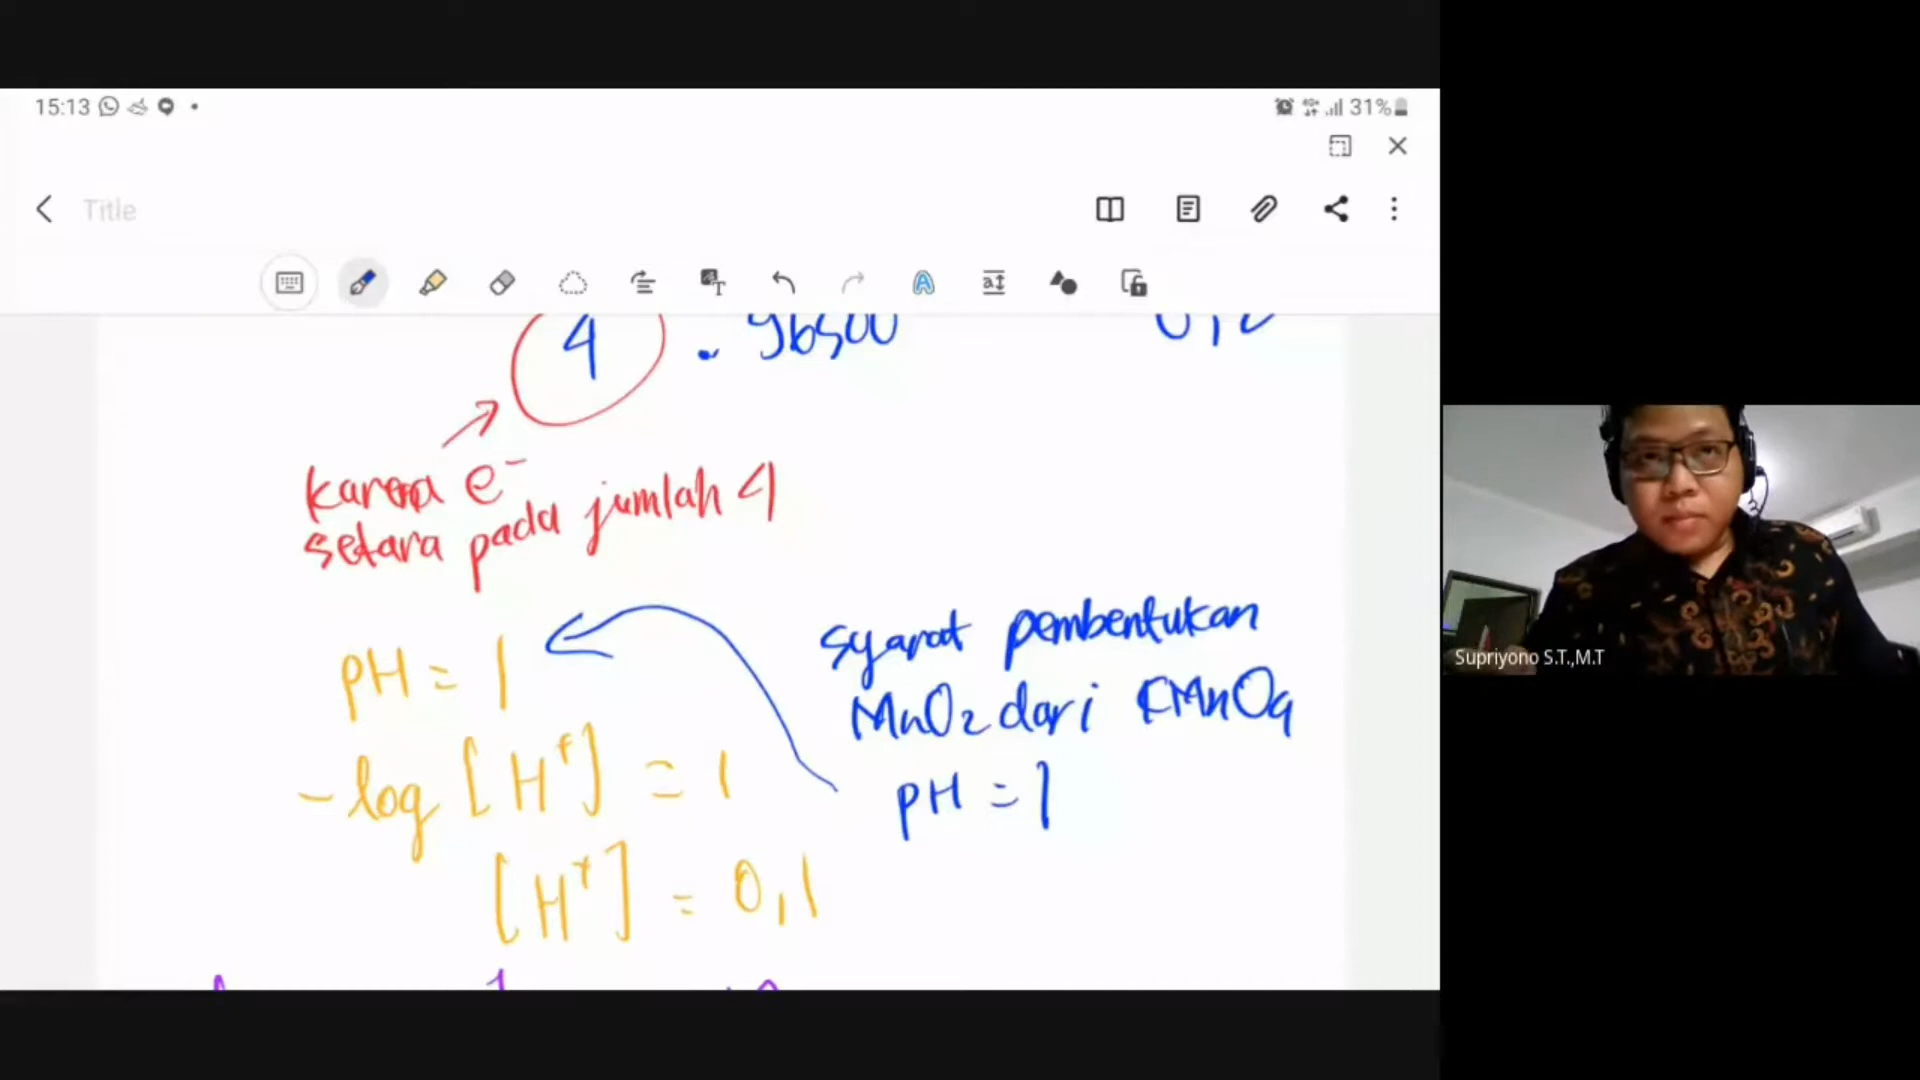 15:13
31%
Title
4 . 96500
karena e⁻
setara pada jumlah 4
pH = 1
-log [H⁺] = 1
[H⁺] = 0,1
syarat pembentukan
MnO₂ dari KMnO₄
pH = 1
Supriyono S.T.,M.T